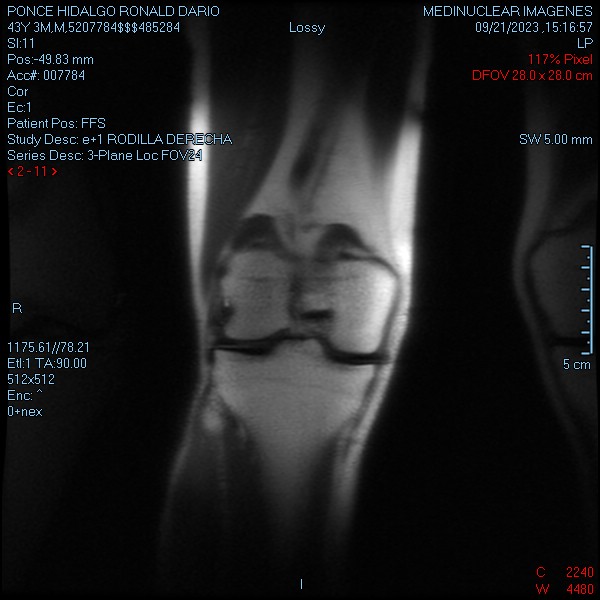 PONCE HIDALGO RONALD DARIO
43Y 3M,M,5207784$$$485284
Sl:11
Pos:-49.83 mm
Acc#: 007784
Cor
Ec:1
Patient Pos: FFS
Study Desc: e+1 RODILLA DERECHA
Series Desc: 3-Plane Loc FOV24
< 2 - 11 >
Lossy
MEDINUCLEAR IMAGENES
09/21/2023 ,15:16:57
LP
117% Pixel
DFOV 28.0 x 28.0 cm
SW 5.00 mm
R
1175.61//78.21
Etl:1 TA:90.00
512x512
Enc: ^
0+nex
5 cm
I
C 2240
W 4480